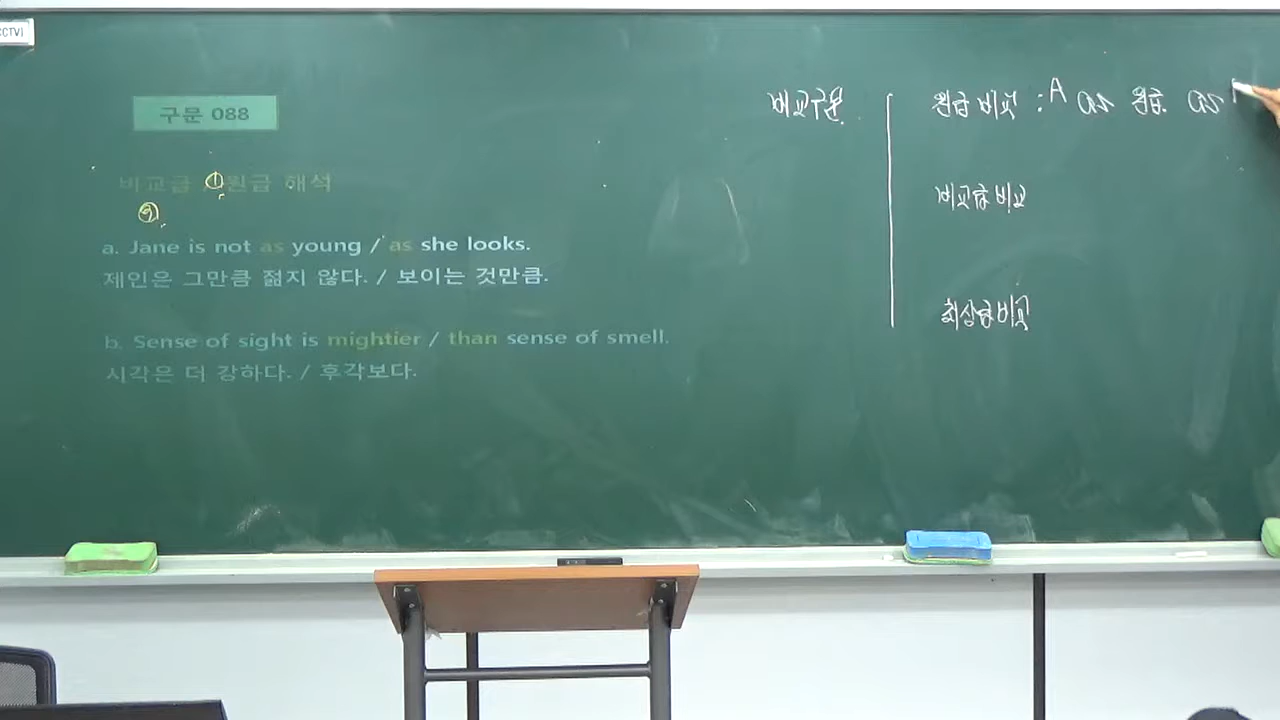 CCTV)
구문 088
비교급 / ① 원급 해석
②
a. Jane is not as young / as she looks.
제인은 그만큼 젊지 않다. / 보이는 것만큼.
b. Sense of sight is mightier / than sense of smell.
시각은 더 강하다. / 후각보다.
비교구문
원급 비교 : A as 원급 as
비교급 비교
최상급 비교